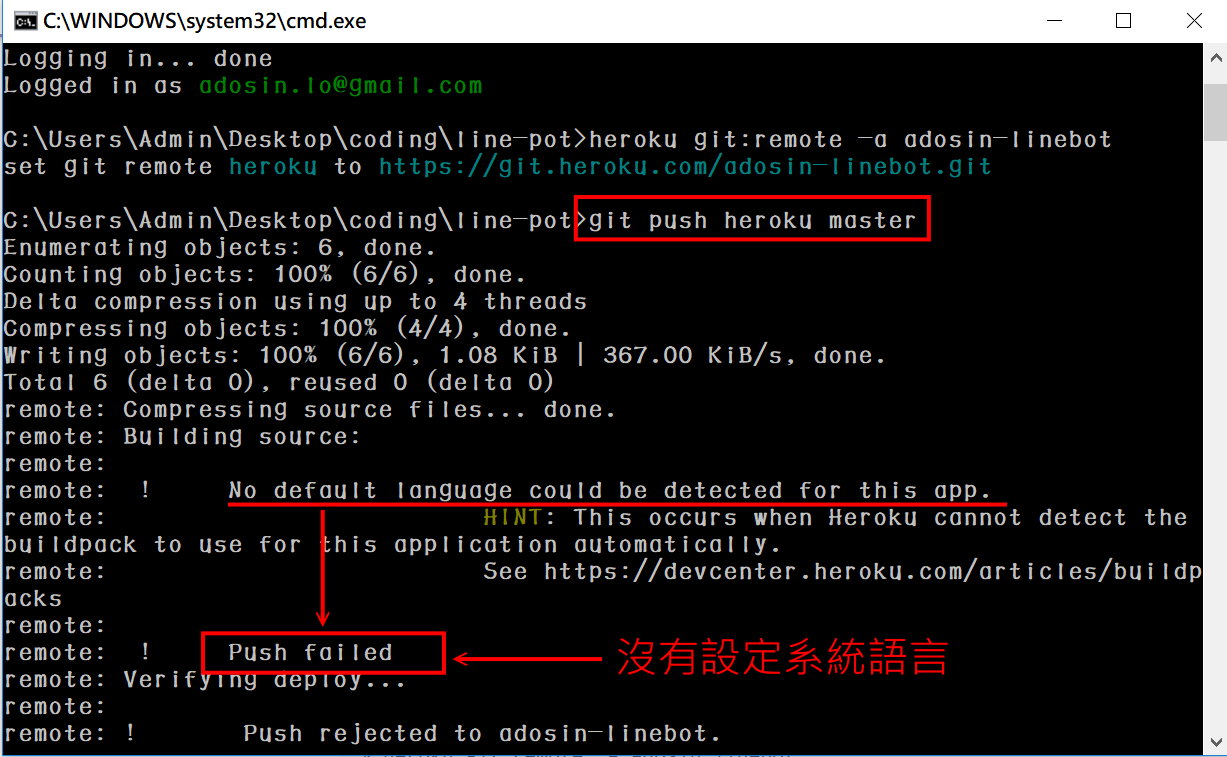 C:\WINDOWS\system32\cmd.exe
Logging in... done
Logged in as adosin.lo@gmail.com
C:\Users\Admin\Desktop\coding\line-pot>heroku git:remote -a adosin-linebot
set git remote heroku to https://git.heroku.com/adosin-linebot.git
C:\Users\Admin\Desktop\coding\line-pot>git push heroku master
Enumerating objects: 6, done.
Counting objects: 100% (6/6), done.
Delta compression using up to 4 threads
Compressing objects: 100% (4/4), done.
Writing objects: 100% (6/6), 1.08 KiB | 367.00 KiB/s, done.
Total 6 (delta 0), reused 0 (delta 0)
remote: Compressing source files... done.
remote: Building source:
remote:
remote:  !     No default language could be detected for this app.
remote:                         HINT: This occurs when Heroku cannot detect the
buildpack to use for this application automatically.
remote:                         See https://devcenter.heroku.com/articles/buildp
acks
remote:
remote:  !     Push failed
沒有設定系統語言
remote: Verifying deploy...
remote:
remote: !       Push rejected to adosin-linebot.